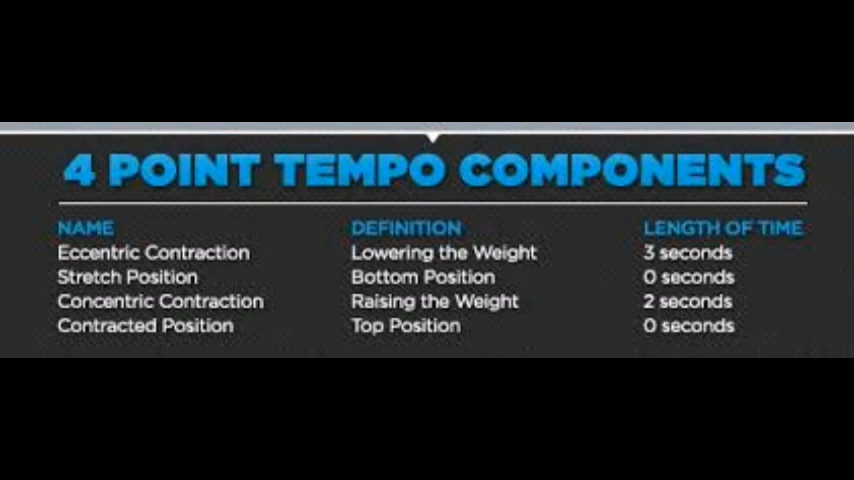 4 POINT TEMPO COMPONENTS
NAME DEFINITION LENGTH OF TIME
Eccentric Contraction Lowering the Weight 3 seconds
Stretch Position Bottom Position 0 seconds
Concentric Contraction Raising the Weight 2 seconds
Contracted Position Top Position 0 seconds